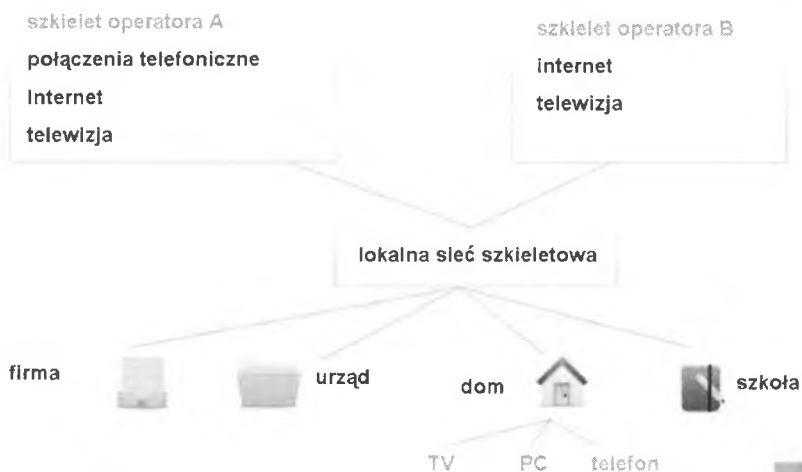 szkielet operatora A
połączenia telefoniczne
Internet
telewizja
szkielet operatora B
internet
telewizja
lokalna sieć szkieletowa
firma
urząd
dom
szkoła
TV
PC
telefon